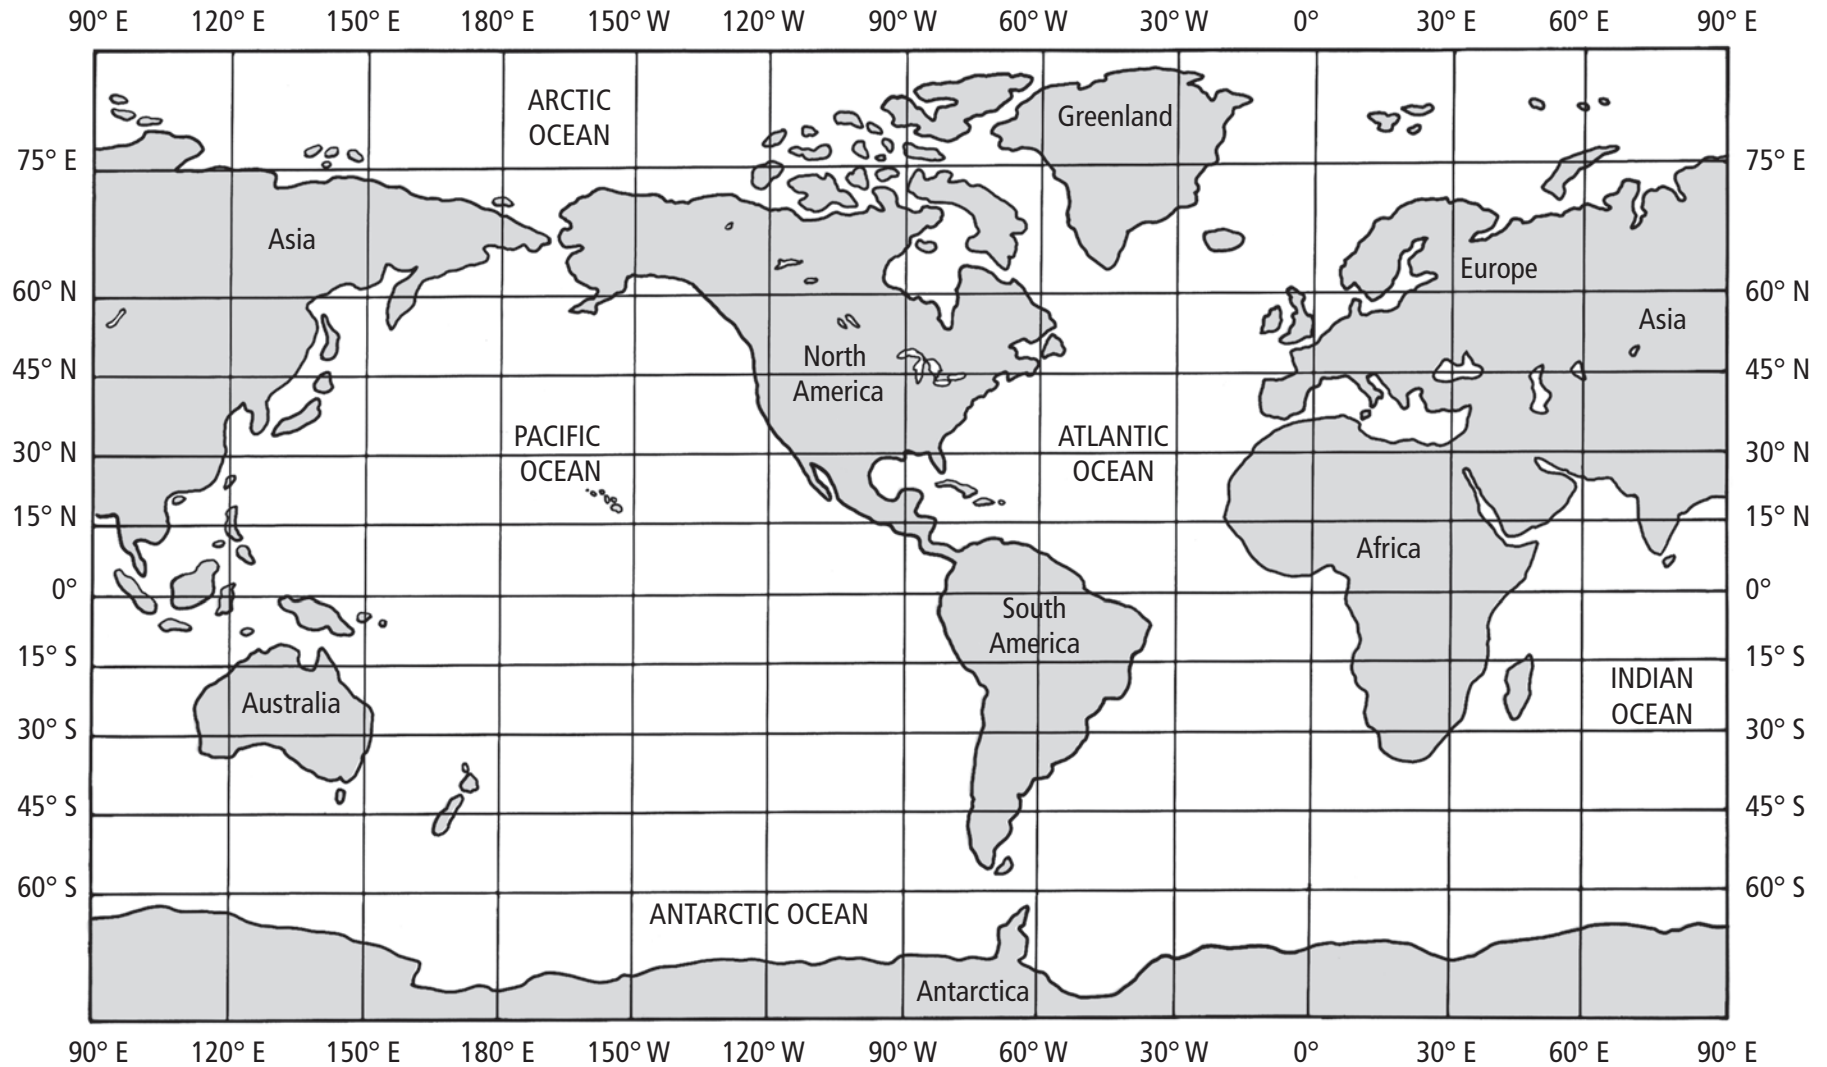 90° E 120° E 150° E 180° E 150° W 120° W 90° W 60° W 30° W 0° 30° E 60° E 90° E
ARCTIC
OCEAN
Greenland
75° E 75° E
Asia
Europe
60° N 60° N
Asia
North
America
45° N 45° N
PACIFIC
OCEAN
ATLANTIC
OCEAN
30° N 30° N
15° N 15° N
Africa
0° 0°
South
America
15° S 15° S
Australia
INDIAN
OCEAN
30° S 30° S
45° S 45° S
60° S 60° S
ANTARCTIC OCEAN
Antarctica
90° E 120° E 150° E 180° E 150° W 120° W 90° W 60° W 30° W 0° 30° E 60° E 90° E